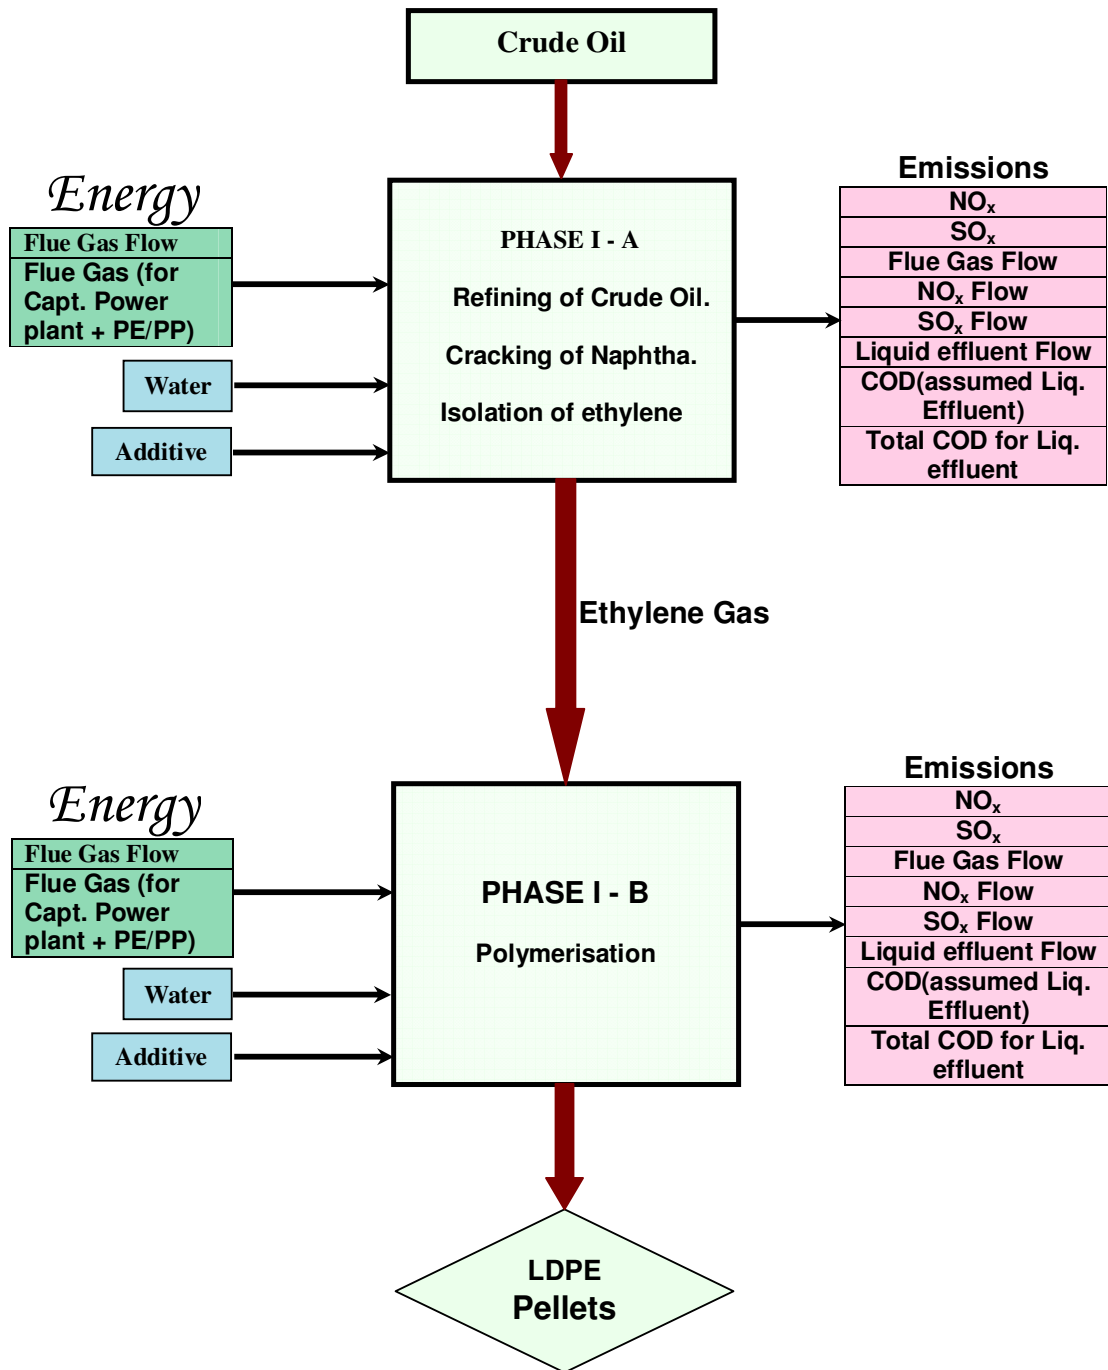 Crude Oil
Energy
Flue Gas Flow
Flue Gas (for
Capt. Power
plant + PE/PP)
Water
Additive
PHASE I - A
Refining of Crude Oil.
Cracking of Naphtha.
Isolation of ethylene
Emissions
NOₓ
SOₓ
Flue Gas Flow
NOₓ Flow
SOₓ Flow
Liquid effluent Flow
COD(assumed Liq.
Effluent)
Total COD for Liq.
effluent
Ethylene Gas
Energy
Flue Gas Flow
Flue Gas (for
Capt. Power
plant + PE/PP)
Water
Additive
PHASE I - B
Polymerisation
Emissions
NOₓ
SOₓ
Flue Gas Flow
NOₓ Flow
SOₓ Flow
Liquid effluent Flow
COD(assumed Liq.
Effluent)
Total COD for Liq.
effluent
LDPE
Pellets